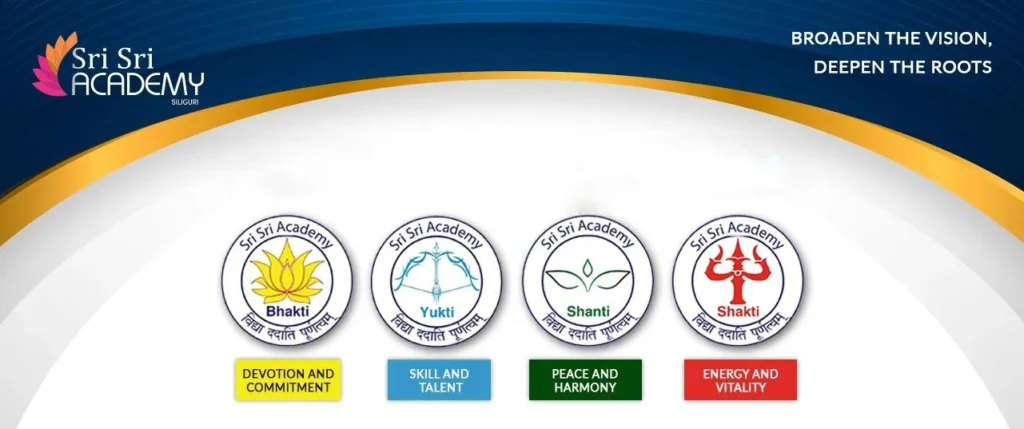 Sri Sri
ACADEMY
SILIGURI
BROADEN THE VISION,
DEEPEN THE ROOTS
Sri Sri Academy
Bhakti
विद्या ददाति पूर्णत्वम्
Sri Sri Academy
Yukti
विद्या ददाति पूर्णत्वम्
Sri Sri Academy
Shanti
विद्या ददाति पूर्णत्वम्
Sri Sri Academy
Shakti
विद्या ददाति पूर्णत्वम्
DEVOTION AND
COMMITMENT
SKILL AND
TALENT
PEACE AND
HARMONY
ENERGY AND
VITALITY